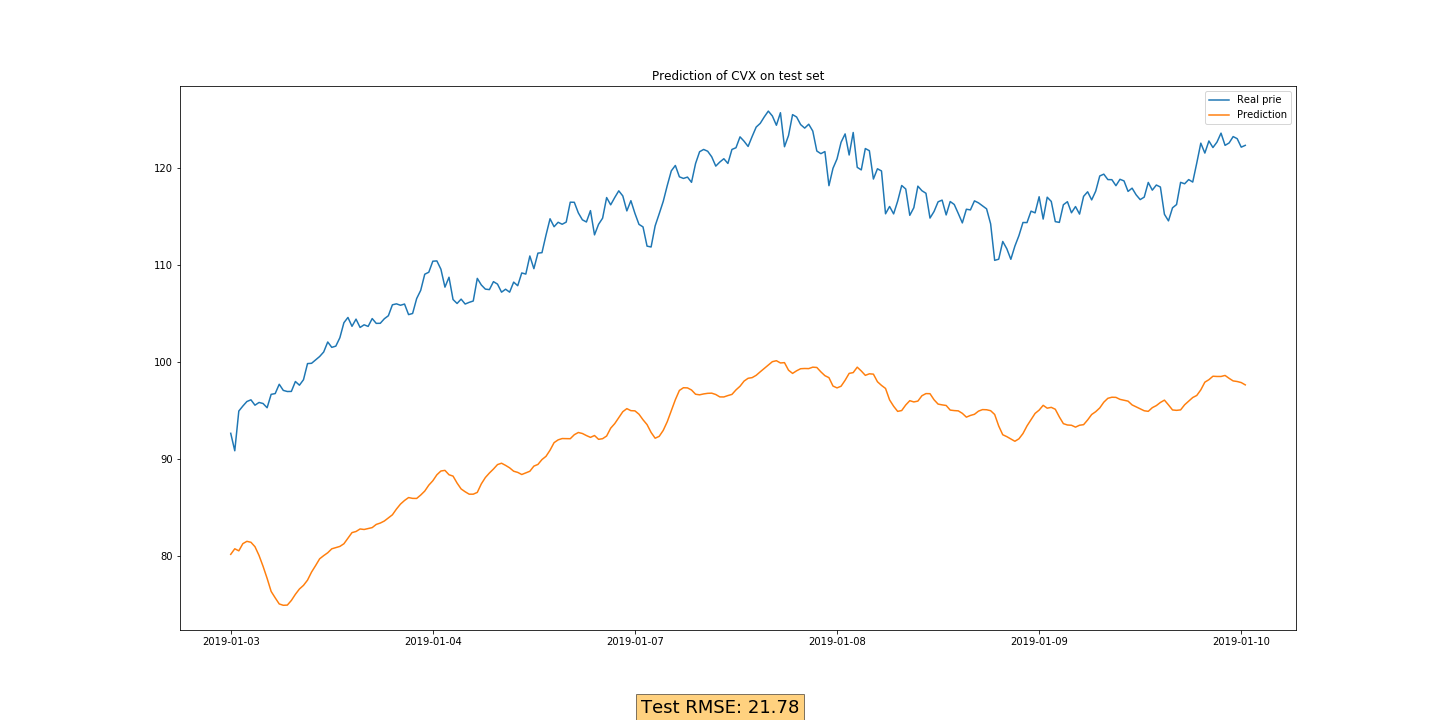 Prediction of CVX on test set
Real prie
Prediction
120
110
100
90
80
2019-01-03
2019-01-04
2019-01-07
2019-01-08
2019-01-09
2019-01-10
Test RMSE: 21.78